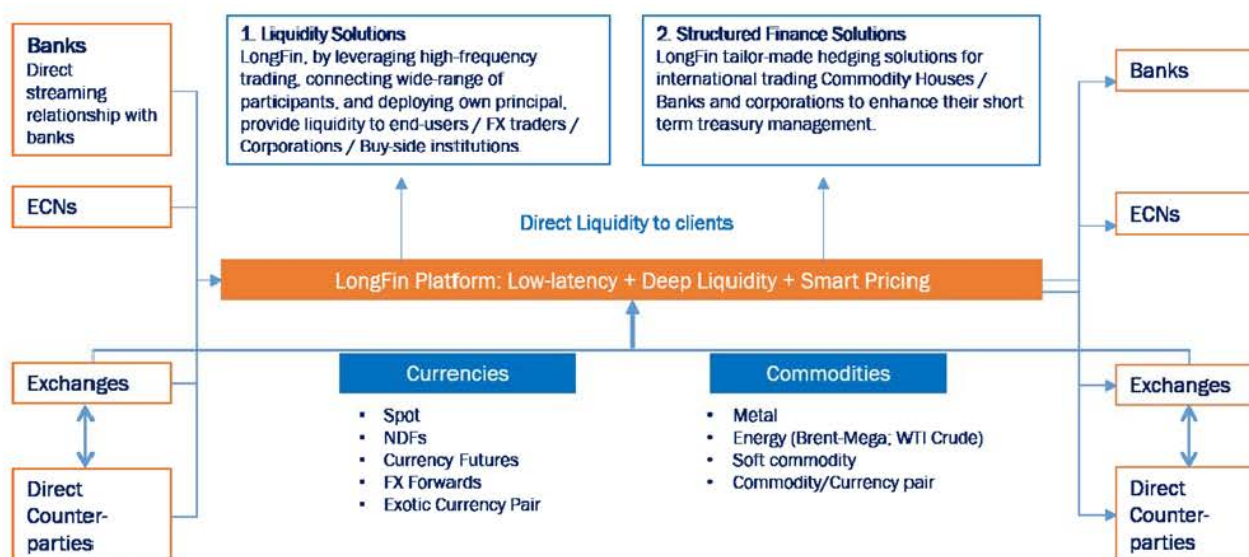 Banks
Direct
streaming
relationship with
banks
ECNs
Exchanges
Direct
Counter-
parties
1. Liquidity Solutions
LongFin, by leveraging high-frequency
trading, connecting wide-range of
participants, and deploying own principal,
provide liquidity to end-users / FX traders /
Corporations / Buy-side institutions.
2. Structured Finance Solutions
LongFin tailor-made hedging solutions for
international trading Commodity Houses /
Banks and corporations to enhance their short
term treasury management.
Direct Liquidity to clients
LongFin Platform: Low-latency + Deep Liquidity + Smart Pricing
Currencies
▪ Spot
▪ NDFs
▪ Currency Futures
▪ FX Forwards
▪ Exotic Currency Pair
Commodities
• Metal
• Energy (Brent-Mega; WTI Crude)
• Soft commodity
• Commodity/Currency pair
Banks
ECNs
Exchanges
Direct
Counter-
parties